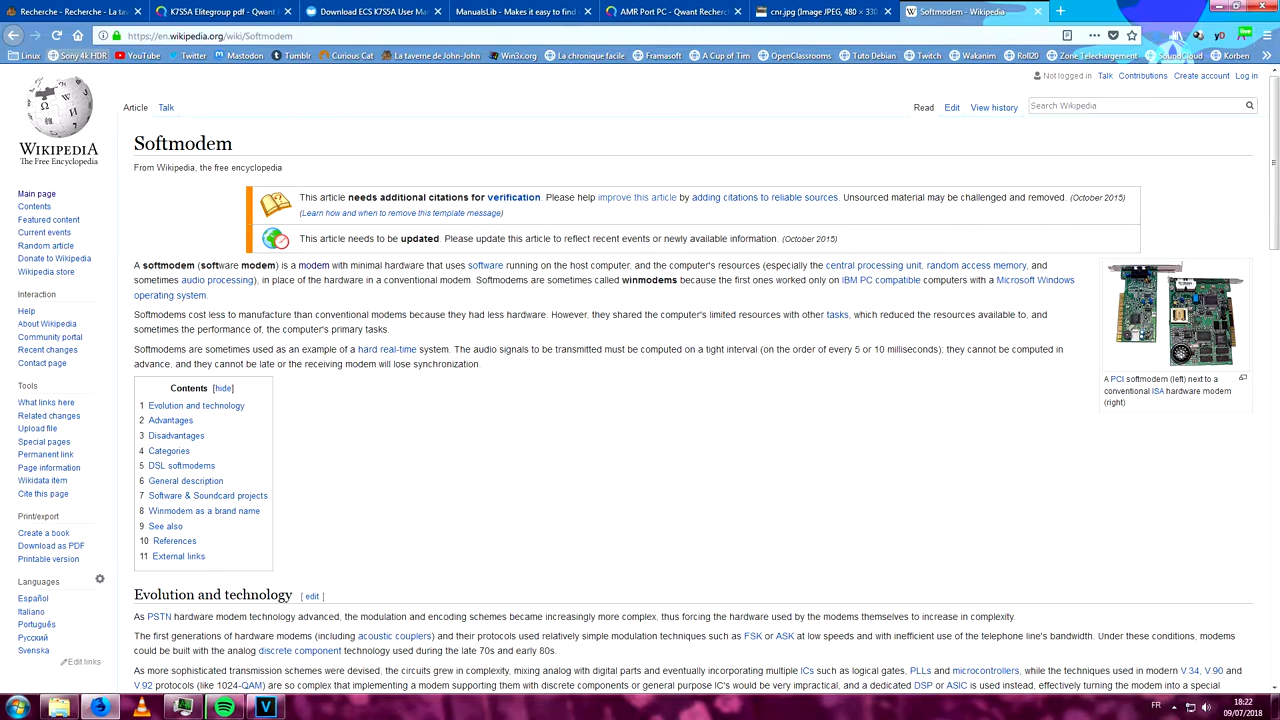 Recherche - Recherche - La tav
K7S5A Elitegroup pdf - Qwant R
Download ECS K7S5A User Ma
ManualsLib - Makes it easy to find
AMR Port PC - Qwant Recherc
cnr.jpg (Image JPEG, 480 × 330
Softmodem - Wikipedia
https://en.wikipedia.org/wiki/Softmodem
Linux
Sony 4k HDR
YouTube
Twitter
Mastodon
Tumblr
Curious Cat
La taverne de John-John
Win3x.org
La chronique facile
Framasoft
A Cup of Tim
OpenClassrooms
Tuto Debian
Twitch
Wakanim
Roll20
Zone Telechargement
SoundCloud
Korben
Not logged in Talk Contributions Create account Log in
Article Talk
Read Edit View history
Search Wikipedia
WIKIPEDIA
The Free Encyclopedia
Main page
Contents
Featured content
Current events
Random article
Donate to Wikipedia
Wikipedia store
Interaction
Help
About Wikipedia
Community portal
Recent changes
Contact page
Tools
What links here
Related changes
Upload file
Special pages
Permanent link
Page information
Wikidata item
Cite this page
Print/export
Create a book
Download as PDF
Printable version
Languages
Español
Italiano
Português
Русский
Svenska
Edit links
Softmodem
From Wikipedia, the free encyclopedia
This article needs additional citations for verification. Please help improve this article by adding citations to reliable sources. Unsourced material may be challenged and removed. (October 2015)
(Learn how and when to remove this template message)
This article needs to be updated. Please update this article to reflect recent events or newly available information. (October 2015)
A softmodem (software modem) is a modem with minimal hardware that uses software running on the host computer, and the computer's resources (especially the central processing unit, random access memory, and
sometimes audio processing), in place of the hardware in a conventional modem. Softmodems are sometimes called winmodems because the first ones worked only on IBM PC compatible computers with a Microsoft Windows
operating system.
Softmodems cost less to manufacture than conventional modems because they had less hardware. However, they shared the computer's limited resources with other tasks, which reduced the resources available to, and
sometimes the performance of, the computer's primary tasks.
Softmodems are sometimes used as an example of a hard real-time system. The audio signals to be transmitted must be computed on a tight interval (on the order of every 5 or 10 milliseconds); they cannot be computed in
advance, and they cannot be late or the receiving modem will lose synchronization.
A PCI softmodem (left) next to a
conventional ISA hardware modem
(right)
Contents [hide]
1 Evolution and technology
2 Advantages
3 Disadvantages
4 Categories
5 DSL softmodems
6 General description
7 Software & Soundcard projects
8 Winmodem as a brand name
9 See also
10 References
11 External links
Evolution and technology [ edit ]
As PSTN hardware modem technology advanced, the modulation and encoding schemes became increasingly more complex, thus forcing the hardware used by the modems themselves to increase in complexity.
The first generations of hardware modems (including acoustic couplers) and their protocols used relatively simple modulation techniques such as FSK or ASK at low speeds and with inefficient use of the telephone line's bandwidth. Under these conditions, modems
could be built with the analog discrete component technology used during the late 70s and early 80s.
As more sophisticated transmission schemes were devised, the circuits grew in complexity, mixing analog with digital parts and eventually incorporating multiple ICs such as logical gates, PLLs and microcontrollers, while the techniques used in modern V.34, V.90 and
V.92 protocols (like 1024-QAM) are so complex that implementing a modem supporting them with discrete components or general purpose IC's would be very impractical, and a dedicated DSP or ASIC is used instead, effectively turning the modem into a special
FR
18:22
09/07/2018